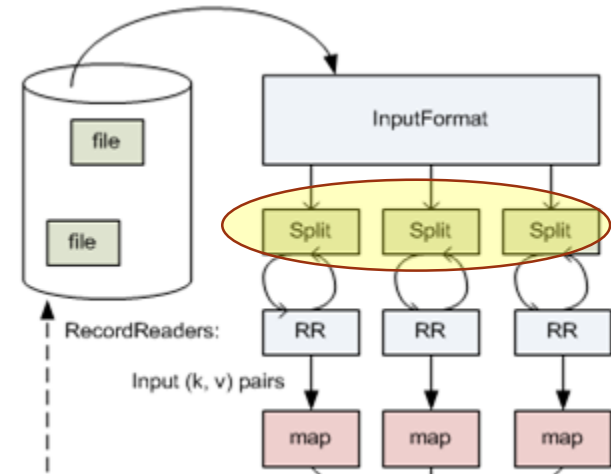 file
InputFormat
file
Split Split Split
RecordReaders: RR RR RR
Input (k, v) pairs
map map map